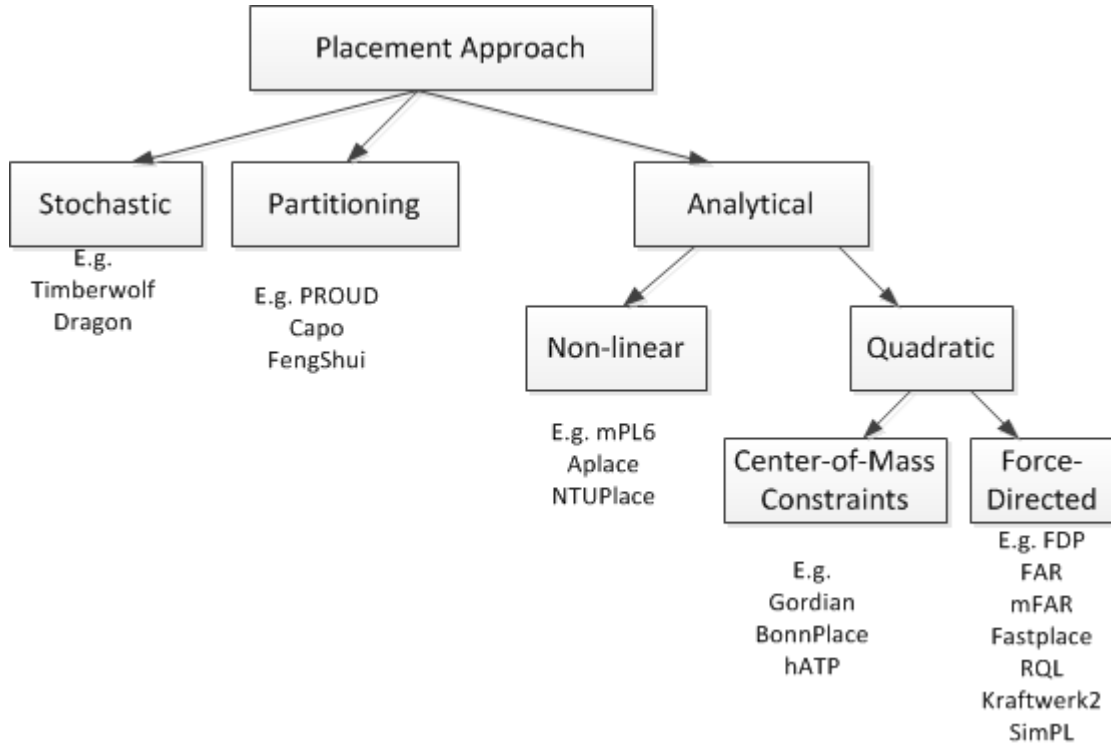 Placement Approach
Stochastic
Partitioning
Analytical
E.g.
Timberwolf
Dragon
E.g. PROUD
Capo
FengShui
Non-linear
Quadratic
E.g. mPL6
Aplace
NTUPlace
Center-of-Mass
Constraints
Force-
Directed
E.g.
Gordian
BonnPlace
hATP
E.g. FDP
FAR
mFAR
Fastplace
RQL
Kraftwerk2
SimPL